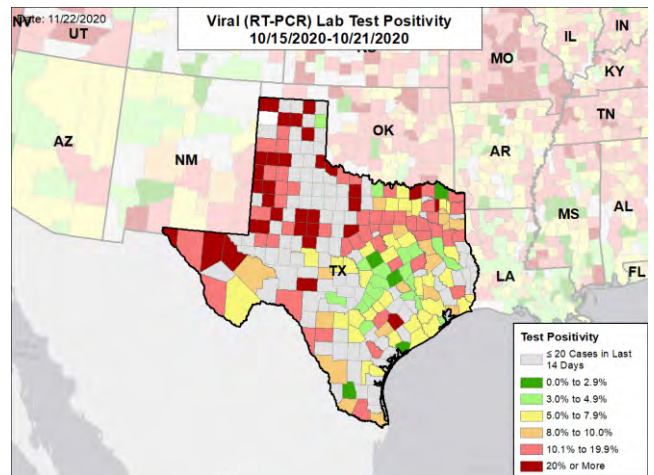 Date: 11/22/2020
Viral (RT-PCR) Lab Test Positivity
10/15/2020-10/21/2020
NV
UT
KS
MO
IL
IN
KY
TN
AZ
NM
OK
AR
MS
AL
LA
FL
TX
Test Positivity
≤ 20 Cases in Last
14 Days
0.0% to 2.9%
3.0% to 4.9%
5.0% to 7.9%
8.0% to 10.0%
10.1% to 19.9%
20% or More